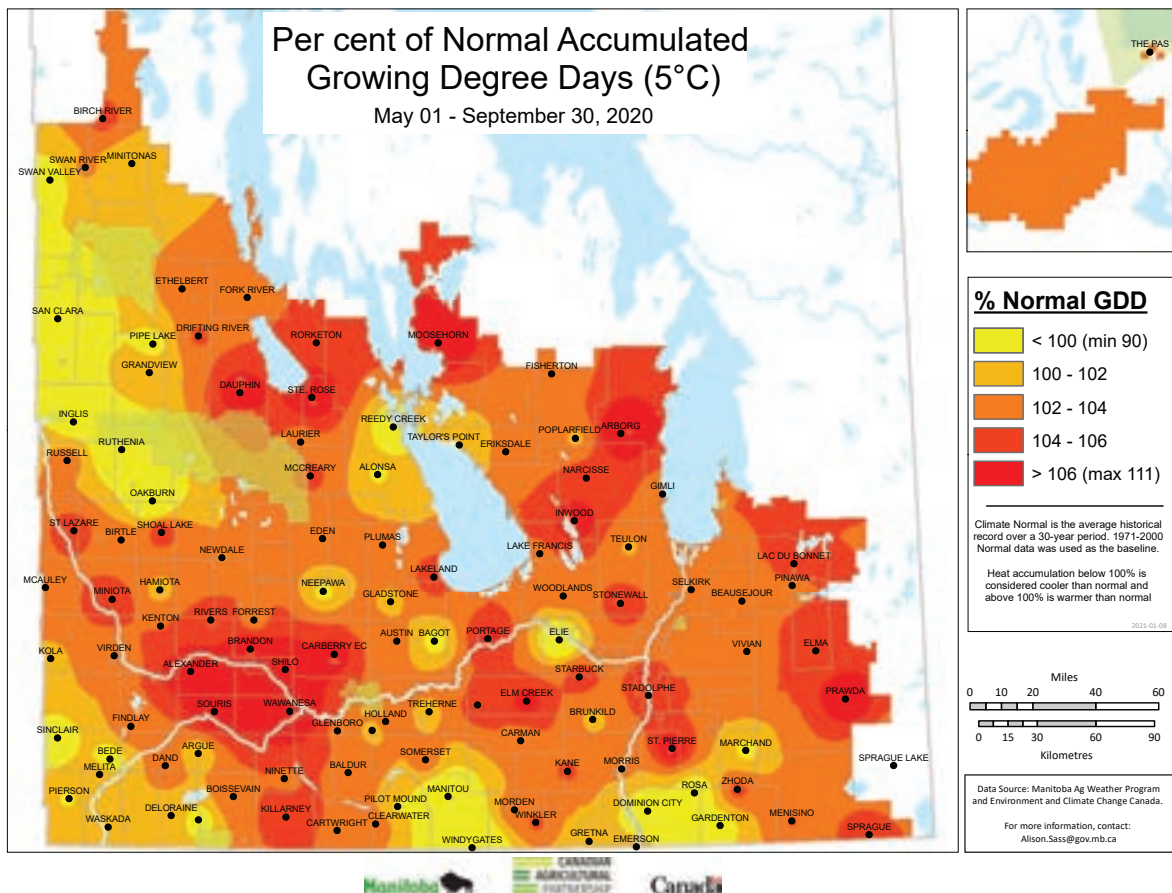 Per cent of Normal Accumulated
Growing Degree Days (5°C)
May 01 - September 30, 2020
THE PAS
BIRCH RIVER
SWAN RIVER
MINITONAS
SWAN VALLEY
ETHELBERT
FORK RIVER
SAN CLARA
PIPE LAKE
DRIFTING RIVER
RORKETON
MOOSEHORN
GRANDVIEW
FISHERTON
DAUPHIN
STE. ROSE
INGLIS
REEDY CREEK
RUTHENIA
LAURIER
TAYLOR'S POINT
ERIKSDALE
POPLARFIELD
ARBORG
RUSSELL
MCCREARY
ALONSA
NARCISSE
OAKBURN
GIMLI
ST LAZARE
BIRTLE
SHOAL LAKE
EDEN
PLUMAS
INWOOD
LAKE FRANCIS
TEULON
NEWDALE
LAC DU BONNET
MCAULEY
MINIOTA
HAMIOTA
NEEPAWA
LAKELAND
GLADSTONE
WOODLANDS
STONEWALL
SELKIRK
BEAUSEJOUR
PINAWA
KENTON
RIVERS
FORREST
KOLA
VIRDEN
BRANDON
CARBERRY EC
AUSTIN
BAGOT
PORTAGE
ELIE
VIVIAN
ELMA
ALEXANDER
SHILO
STARBUCK
SOURIS
WAWANESA
ELM CREEK
STADOLPHE
PRAWDA
SINCLAIR
FINDLAY
GLENBORO
HOLLAND
TREHERNE
BRUNKILD
BEDE
ARGUE
SOMERSET
CARMAN
ST. PIERRE
MARCHAND
SPRAGUE LAKE
MELITA
DAND
NINETTE
BALDUR
KANE
MORRIS
PIERSON
BOISSEVAIN
MANITOU
ROSA
ZHODA
DELORAINE
KILLARNEY
PILOT MOUND
MORDEN
DOMINION CITY
WASKADA
CARTWRIGHT
CLEARWATER
WINKLER
GARDENTON
MENISINO
SPRAGUE
WINDYGATES
GRETNA
EMERSON
% Normal GDD
< 100 (min 90)
100 - 102
102 - 104
104 - 106
> 106 (max 111)
Climate Normal is the average historical
record over a 30-year period. 1971-2000
Normal data was used as the baseline.
Heat accumulation below 100% is
considered cooler than normal and
above 100% is warmer than normal
2021-01-08
Miles
0 10 20 40 60
0 15 30 60 90
Kilometres
Data Source: Manitoba Ag Weather Program
and Environment and Climate Change Canada.
For more information, contact:
Alison.Sass@gov.mb.ca
Manitoba
CANADIAN
AGRICULTURAL
PARTNERSHIP
Canada